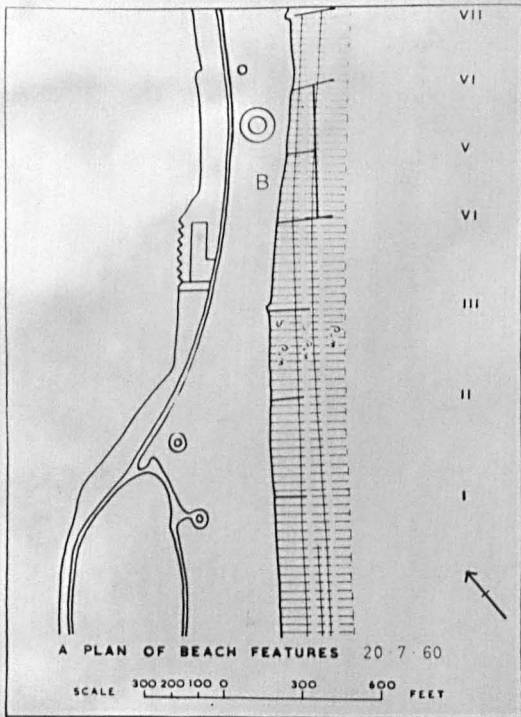 VII
VI
V
B
VI
III
II
I
A PLAN OF BEACH FEATURES 20·7·60
SCALE 300 200 100 0 300 600 FEET